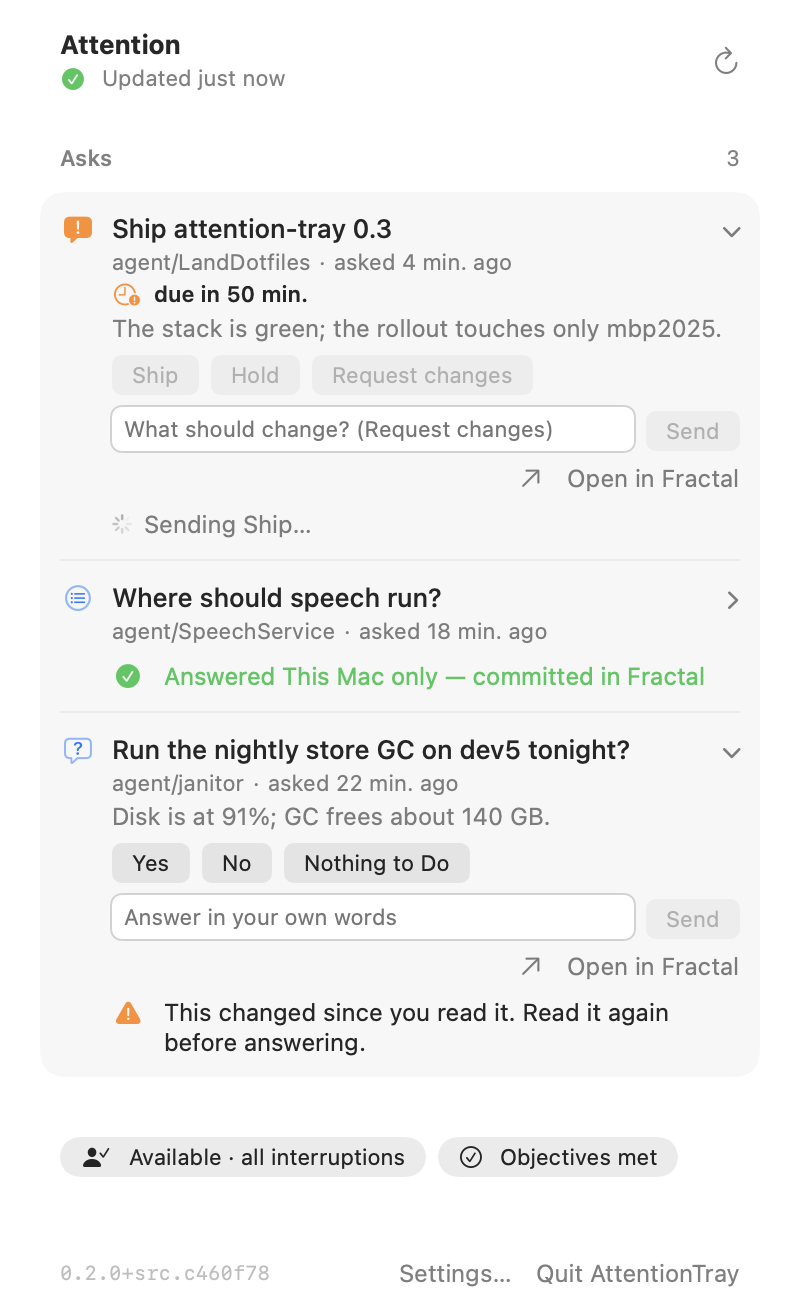 Attention
Updated just now
Asks
3
Ship attention-tray 0.3
agent/LandDotfiles · asked 4 min. ago
due in 50 min.
The stack is green; the rollout touches only mbp2025.
Ship Hold Request changes
What should change? (Request changes) Send
Open in Fractal
Sending Ship...
Where should speech run?
agent/SpeechService · asked 18 min. ago
Answered This Mac only — committed in Fractal
Run the nightly store GC on dev5 tonight?
agent/janitor · asked 22 min. ago
Disk is at 91%; GC frees about 140 GB.
Yes No Nothing to Do
Answer in your own words Send
Open in Fractal
This changed since you read it. Read it again
before answering.
Available · all interruptions Objectives met
0.2.0+src.c460f78 Settings... Quit AttentionTray